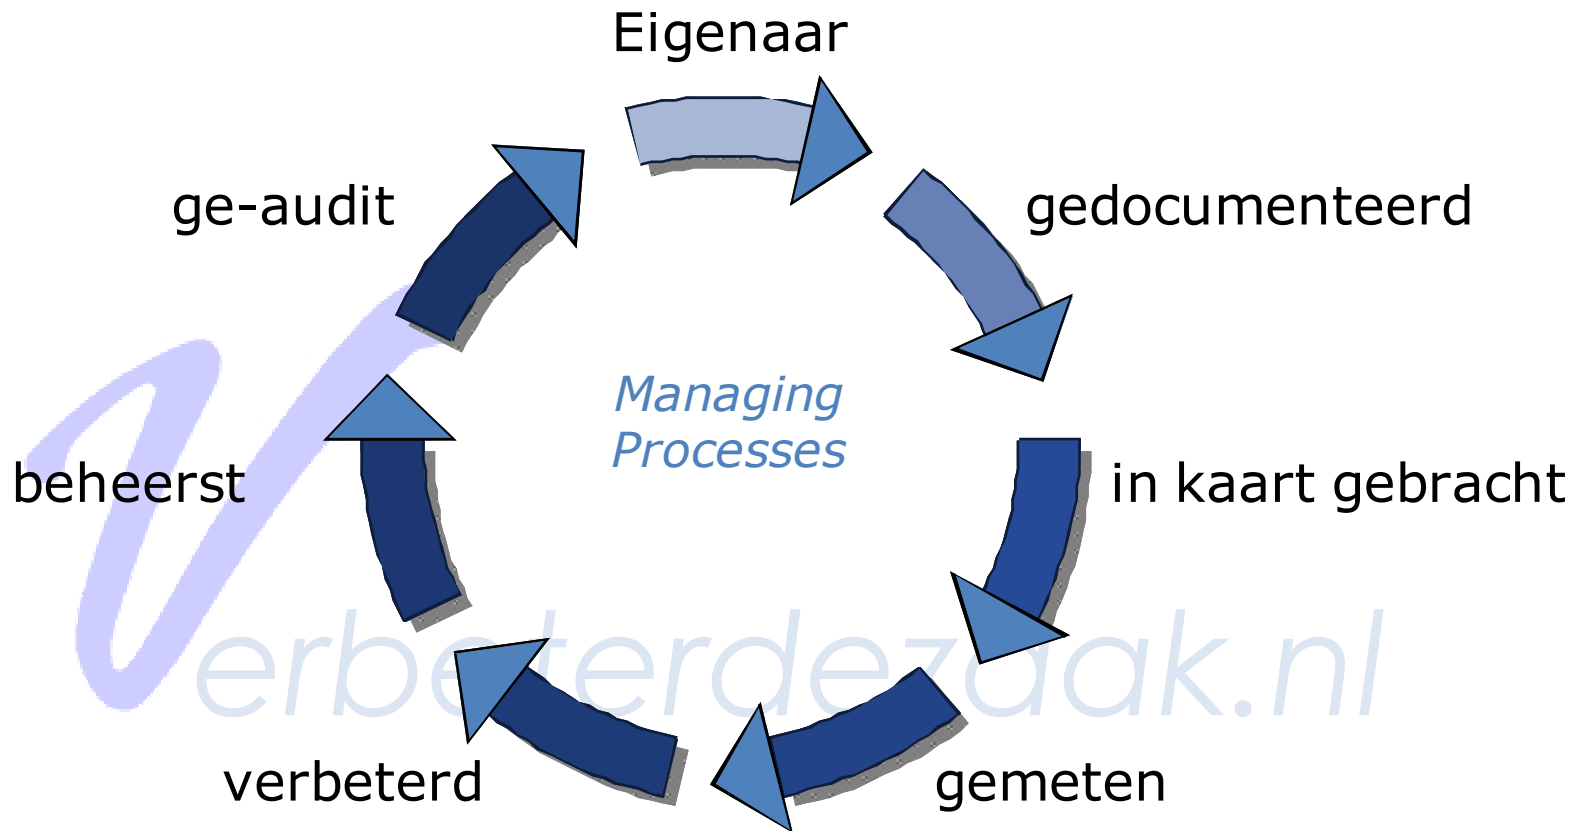 Eigenaar
ge-audit
gedocumenteerd
Managing
Processes
beheerst
in kaart gebracht
Verbeterdezaak.nl
verbeterd
gemeten